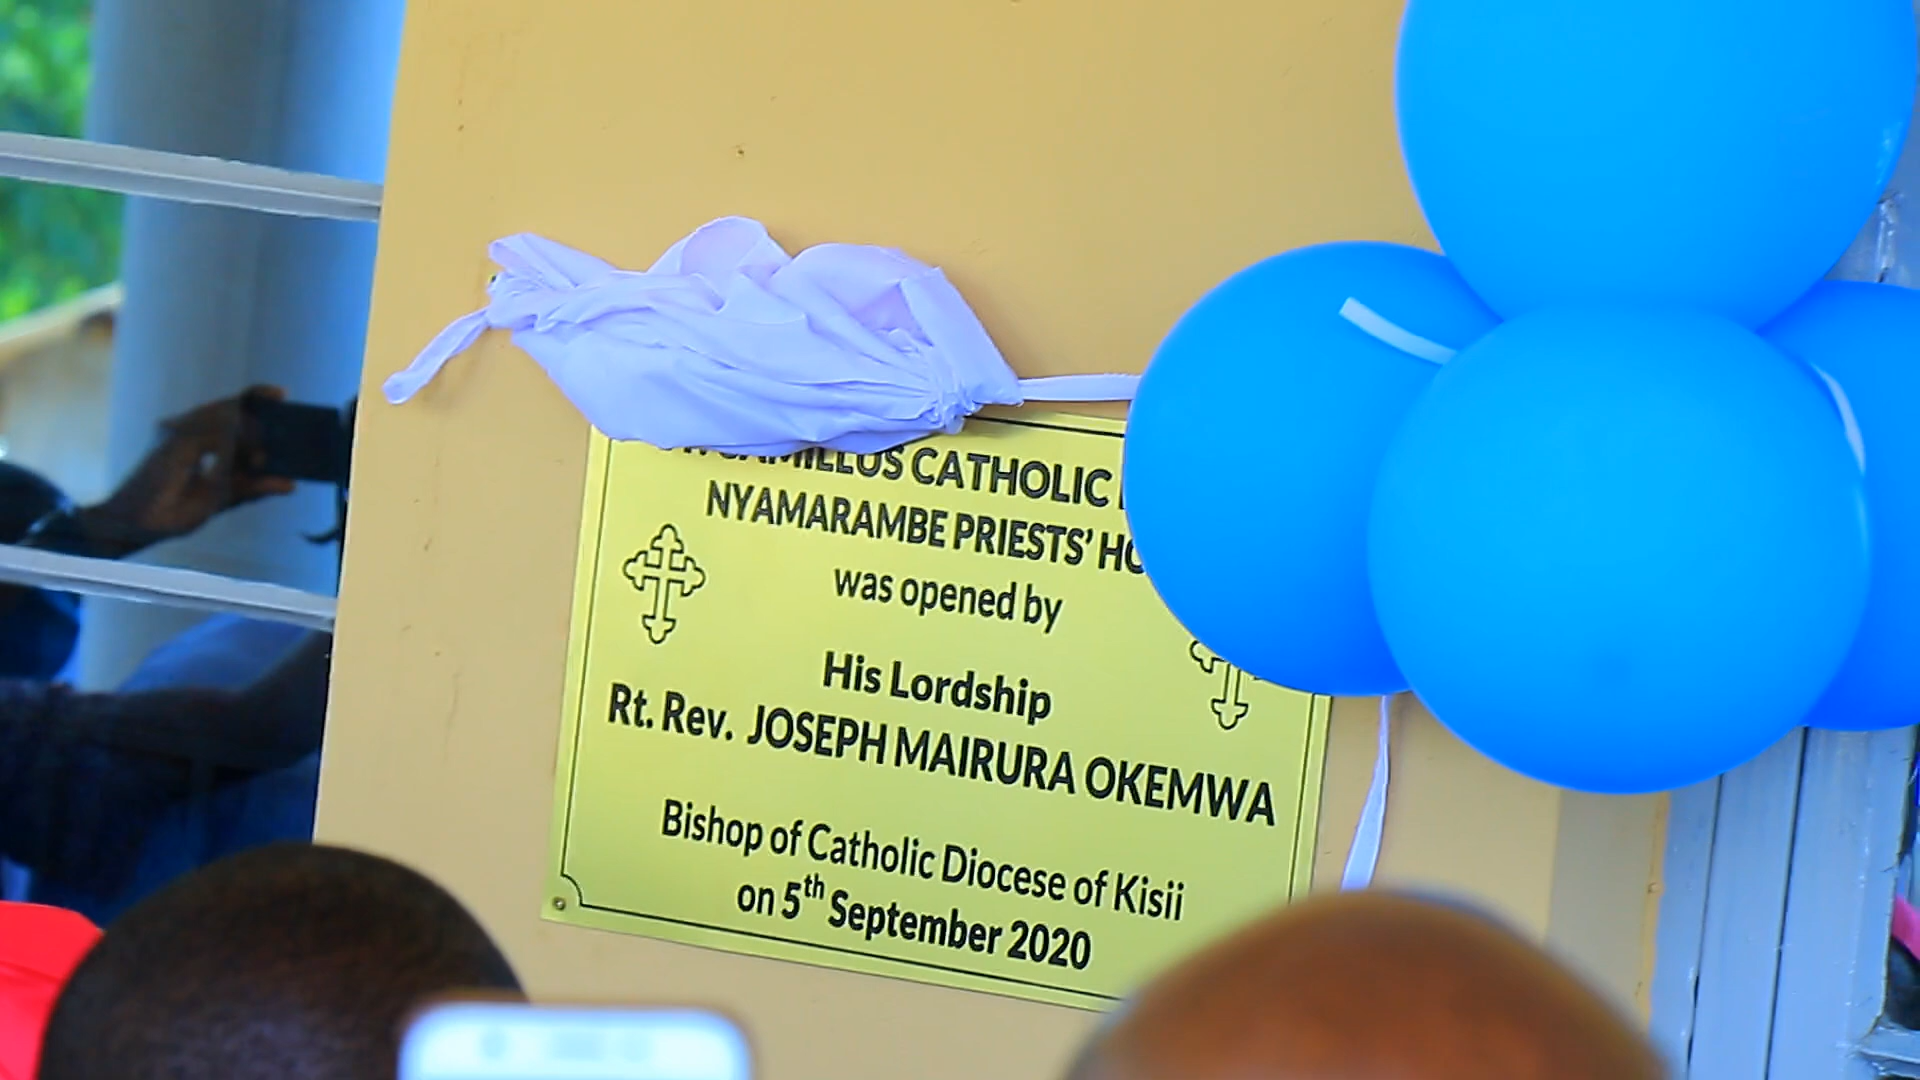 CAMILLUS CATHOLIC
NYAMARAMBE PRIESTS'
was opened by
His Lordship
Rt. Rev. JOSEPH MAIRURA OKEMWA
Bishop of Catholic Diocese of Kisii
on 5th September 2020